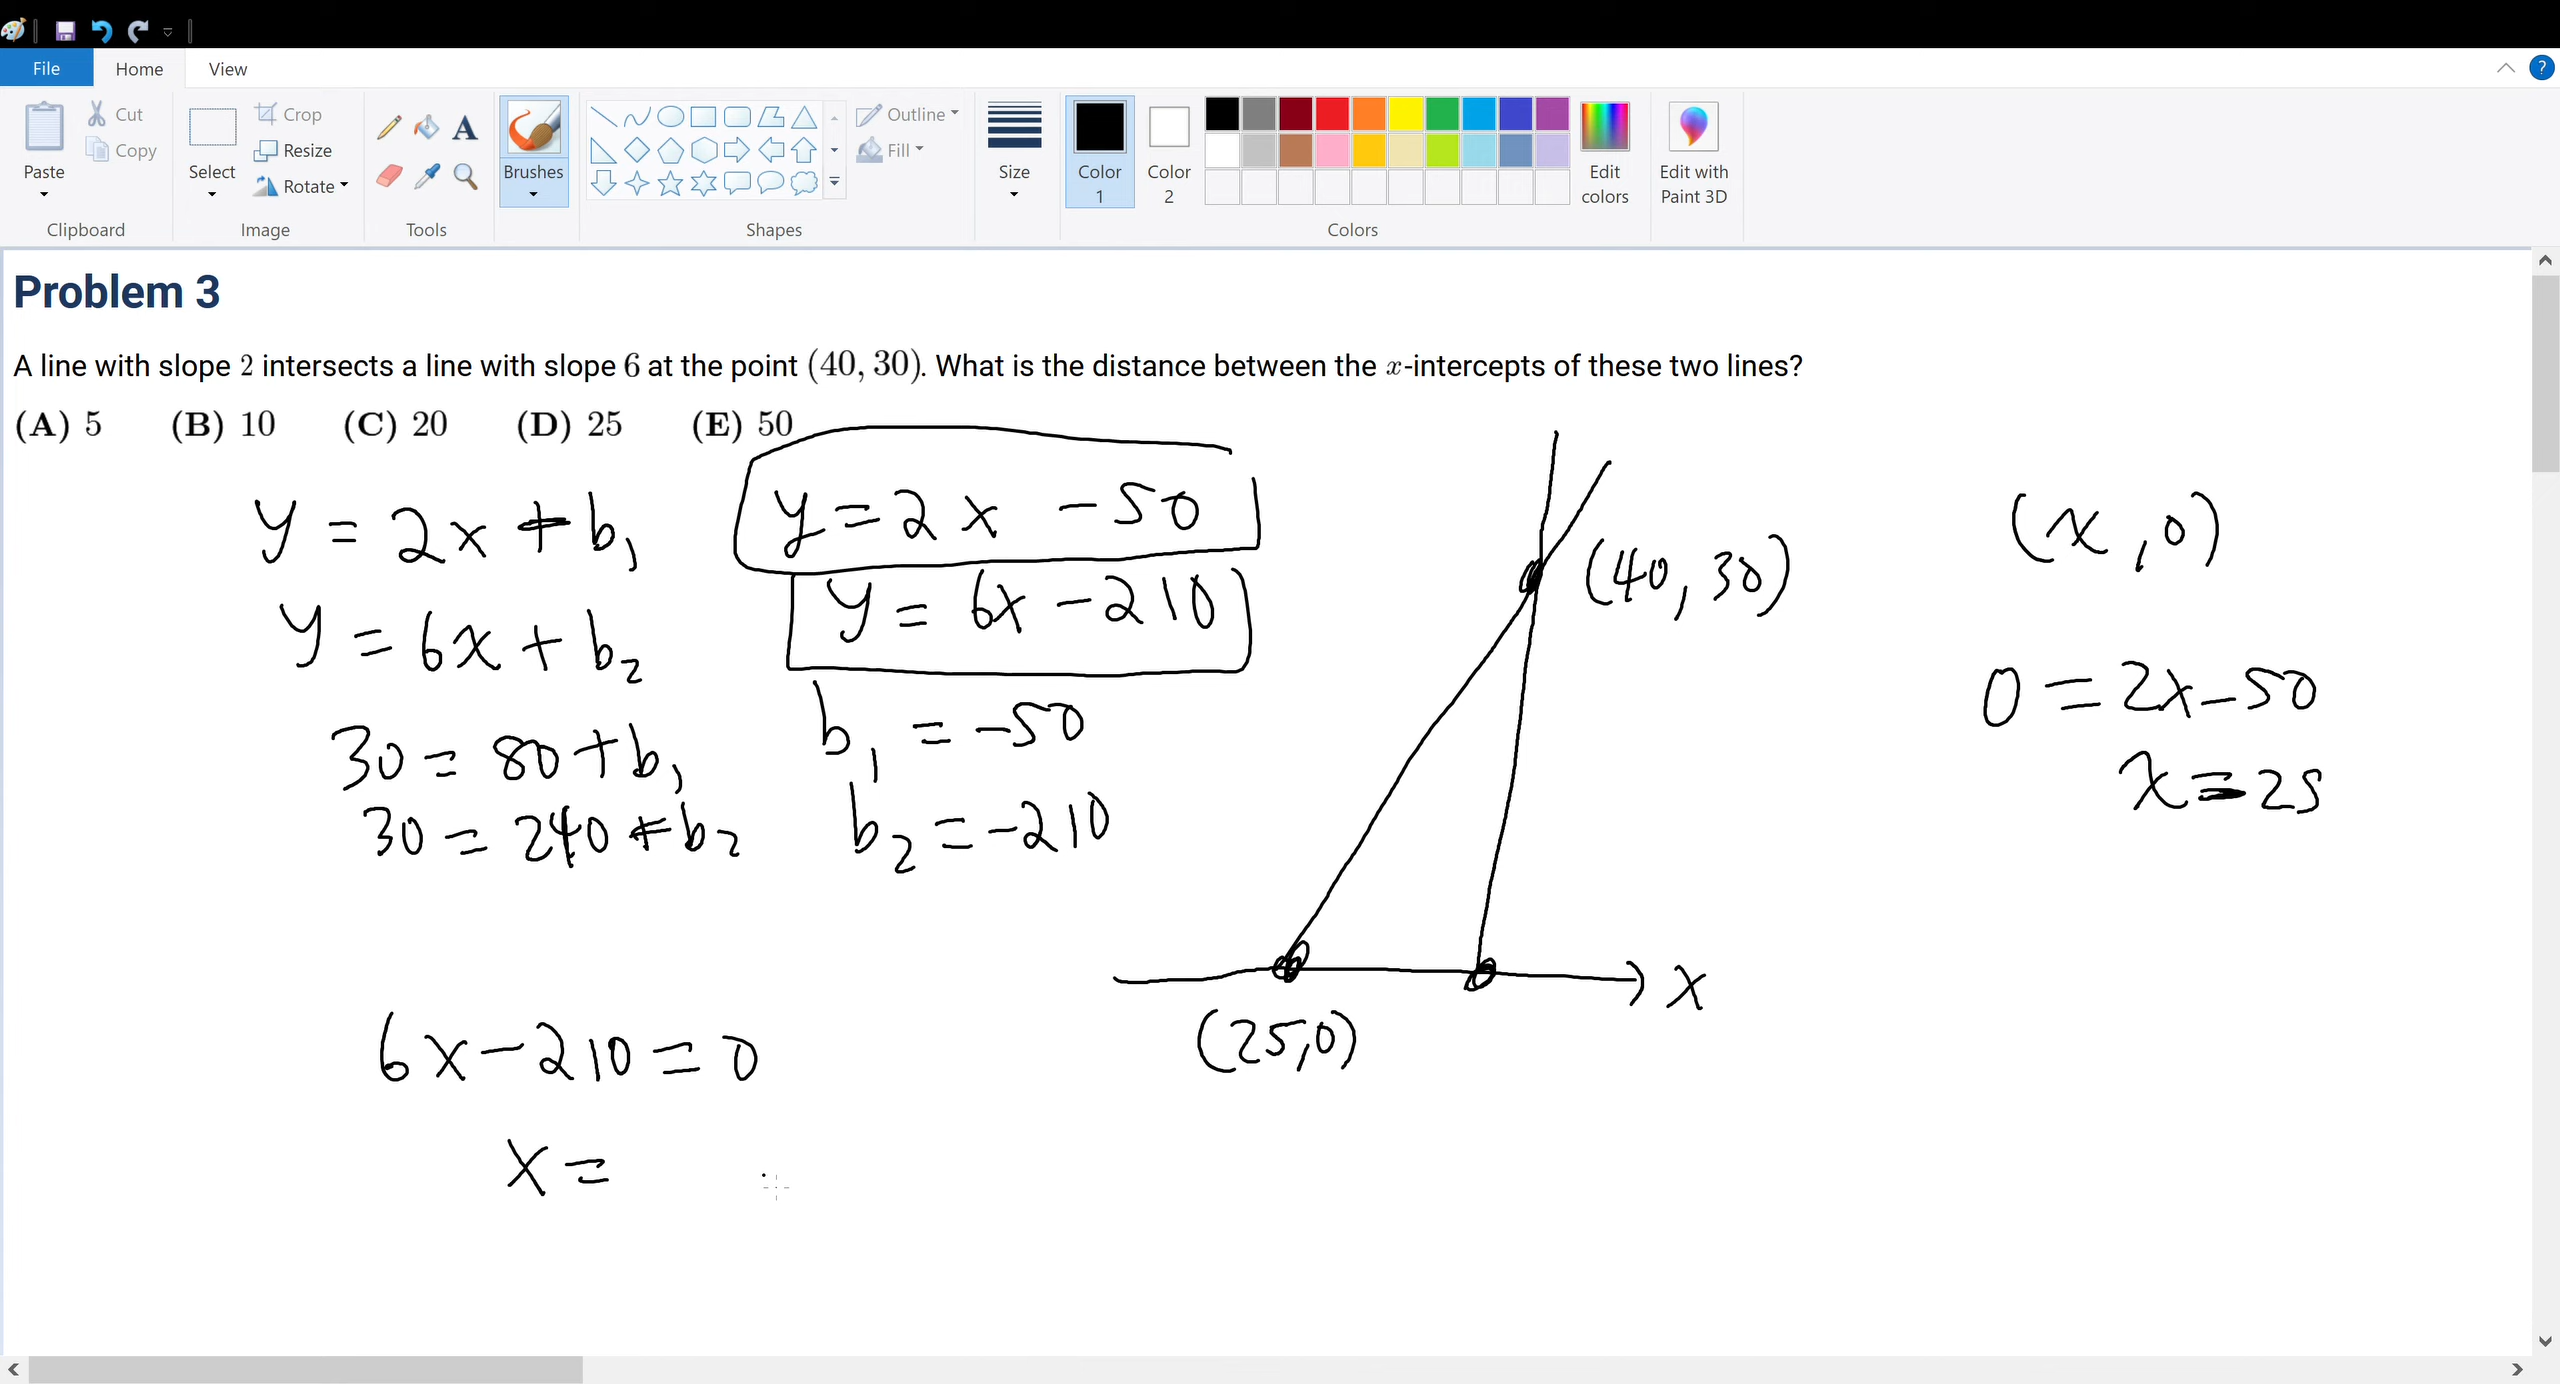 File Home View
?
Paste
Cut
Copy
Clipboard
Select
Crop
Resize
Rotate
Image
A
Tools
Brushes
Outline
Fill
Shapes
Size
Color 1
Color 2
Edit colors
Colors
Edit with Paint 3D
Problem 3
A line with slope 2 intersects a line with slope 6 at the point (40, 30). What is the distance between the x-intercepts of these two lines?
(A) 5 (B) 10 (C) 20 (D) 25 (E) 50
y = 2x + b₁
y = 6x + b₂
30 = 80 + b₁
30 = 240 + b₂
y = 2x - 50
y = 6x - 210
b₁ = -50
b₂ = -210
6x - 210 = 0
x =
(40, 30)
(25,0)
x
(x, 0)
0 = 2x - 50
x = 25